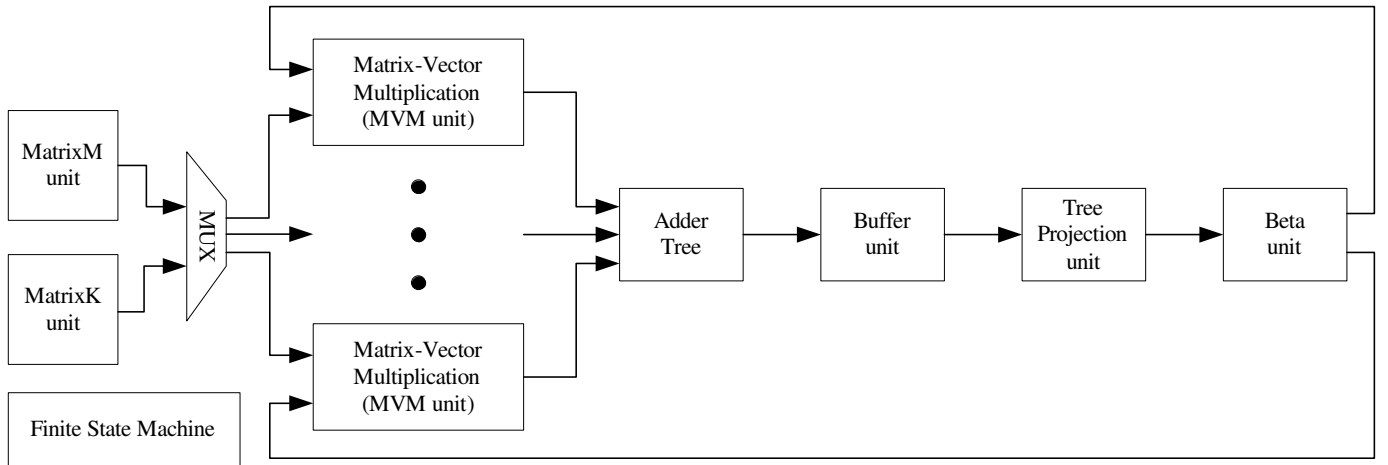 MatrixM
unit
MatrixK
unit
Finite State Machine
MUX
Matrix-Vector
Multiplication
(MVM unit)
Matrix-Vector
Multiplication
(MVM unit)
Adder
Tree
Buffer
unit
Tree
Projection
unit
Beta
unit